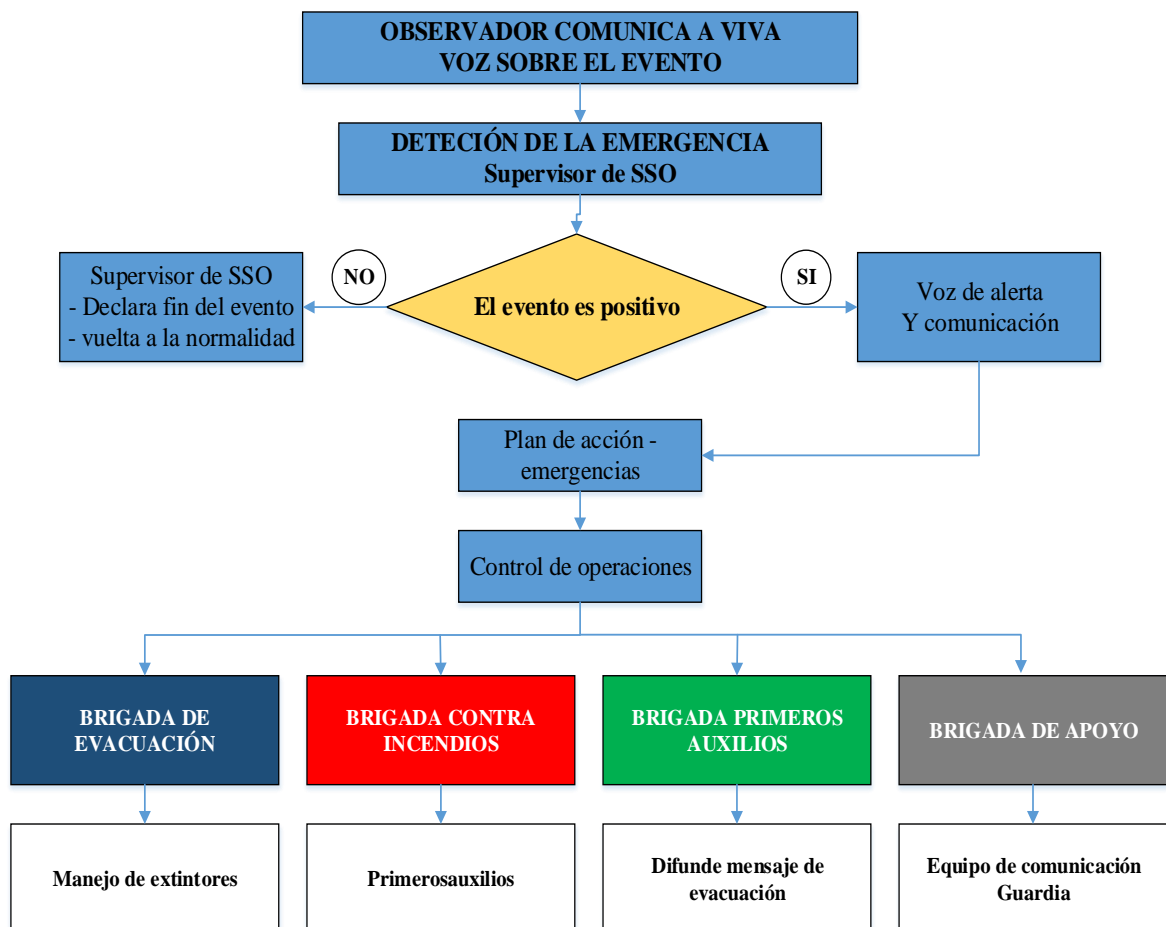 OBSERVADOR COMUNICA A VIVA
VOZ SOBRE EL EVENTO
DETECIÓN DE LA EMERGENCIA
Supervisor de SSO
NO
SI
Supervisor de SSO
- Declara fin del evento
- vuelta a la normalidad
El evento es positivo
Voz de alerta
Y comunicación
Plan de acción -
emergencias
Control de operaciones
BRIGADA DE
EVACUACIÓN
BRIGADA CONTRA
INCENDIOS
BRIGADA PRIMEROS
AUXILIOS
BRIGADA DE APOYO
Manejo de extintores
Primerosauxilios
Difunde mensaje de
evacuación
Equipo de comunicación
Guardia